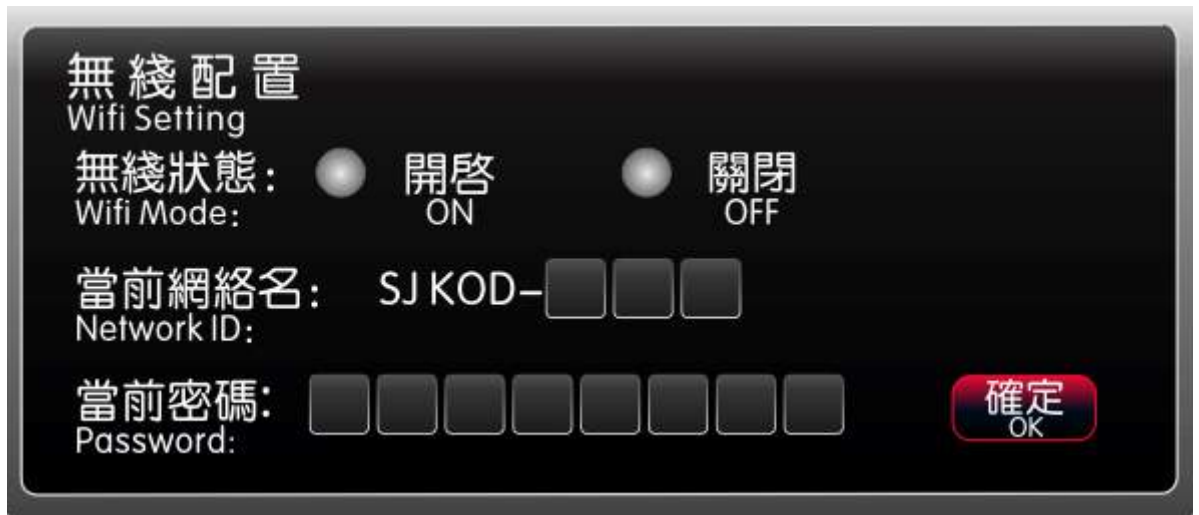 無綫配置
Wifi Setting
無綫狀態: 開啓 關閉
Wifi Mode: ON OFF
當前網絡名: SJ KOD-
Network ID:
當前密碼:
Password:
確定
OK